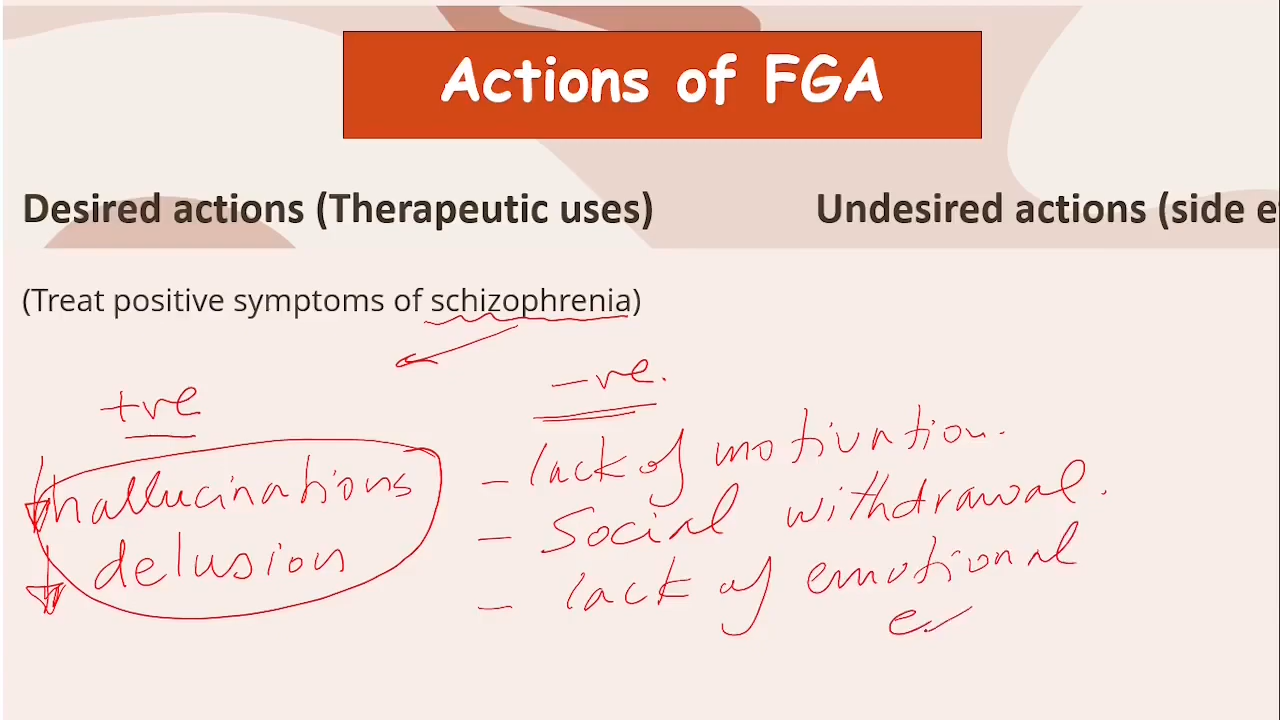 Actions of FGA
Desired actions (Therapeutic uses)
Undesired actions (side e
(Treat positive symptoms of schizophrenia)
+ve
hallucinations
delusion
-ve.
- lack of motivation.
- Social withdrawal.
- lack of emotional